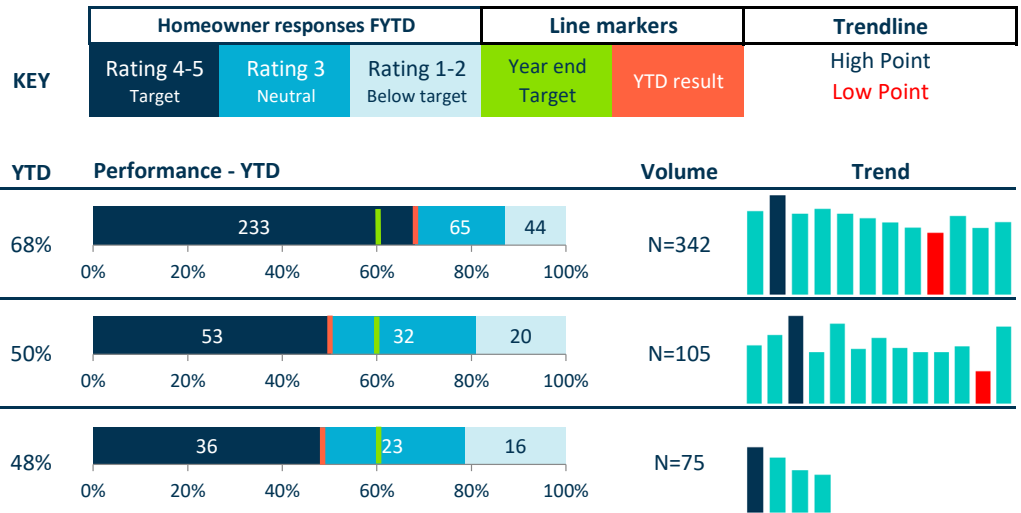 Homeowner responses FYTD Line markers Trendline
KEY
Rating 4-5 Rating 3 Rating 1-2 Year end YTD result High Point
Target Neutral Below target Target Low Point
YTD Performance - YTD Volume Trend
68% 233 65 44 N=342
0% 20% 40% 60% 80% 100%
50% 53 32 20 N=105
0% 20% 40% 60% 80% 100%
48% 36 23 16 N=75
0% 20% 40% 60% 80% 100%